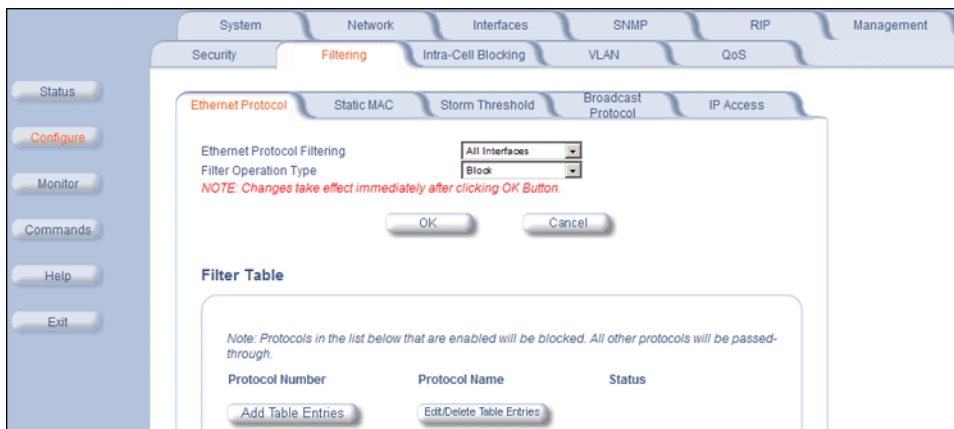 System Network Interfaces SNMP RIP Management
Security Filtering Intra-Cell Blocking VLAN QoS
Status
Configure
Monitor
Commands
Help
Exit
Ethernet Protocol Static MAC Storm Threshold Broadcast Protocol IP Access
Ethernet Protocol Filtering All Interfaces
Filter Operation Type Block
NOTE: Changes take effect immediately after clicking OK Button.
OK Cancel
Filter Table
Note: Protocols in the list below that are enabled will be blocked. All other protocols will be passed-
through.
Protocol Number Protocol Name Status
Add Table Entries Edit/Delete Table Entries